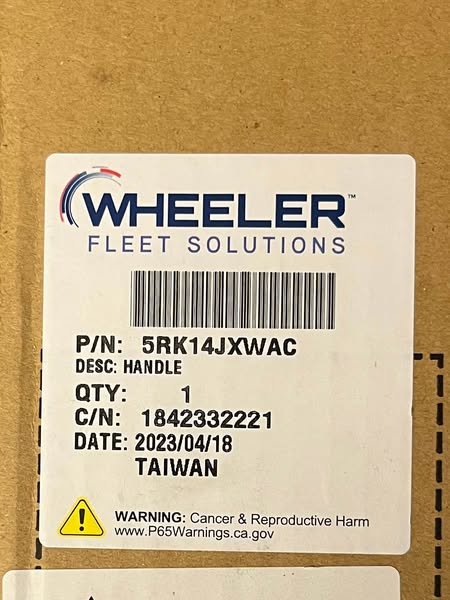 WHEELER™
FLEET SOLUTIONS
P/N: 5RK14JXWAC
DESC: HANDLE
QTY: 1
C/N: 1842332221
DATE: 2023/04/18
TAIWAN
WARNING: Cancer & Reproductive Harm
www.P65Warnings.ca.gov